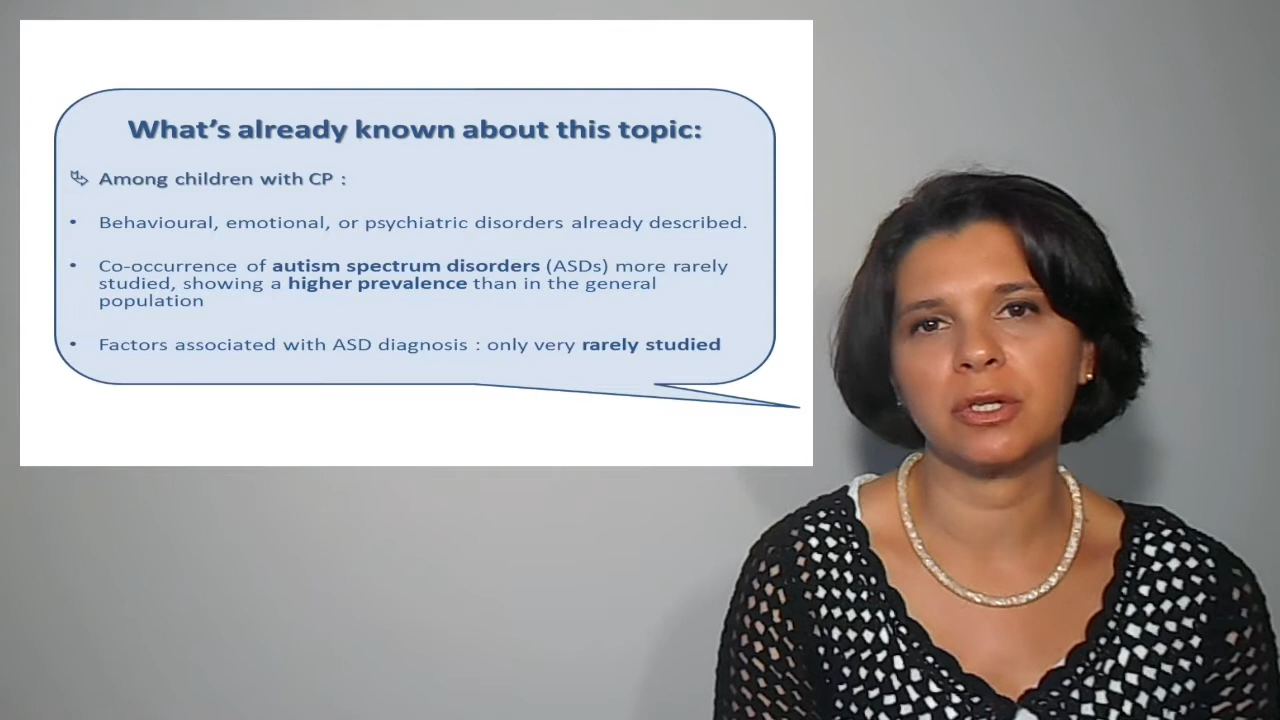 What's already known about this topic:
Among children with CP :
• Behavioural, emotional, or psychiatric disorders already described.
• Co-occurrence of autism spectrum disorders (ASDs) more rarely
studied, showing a higher prevalence than in the general
population
• Factors associated with ASD diagnosis : only very rarely studied